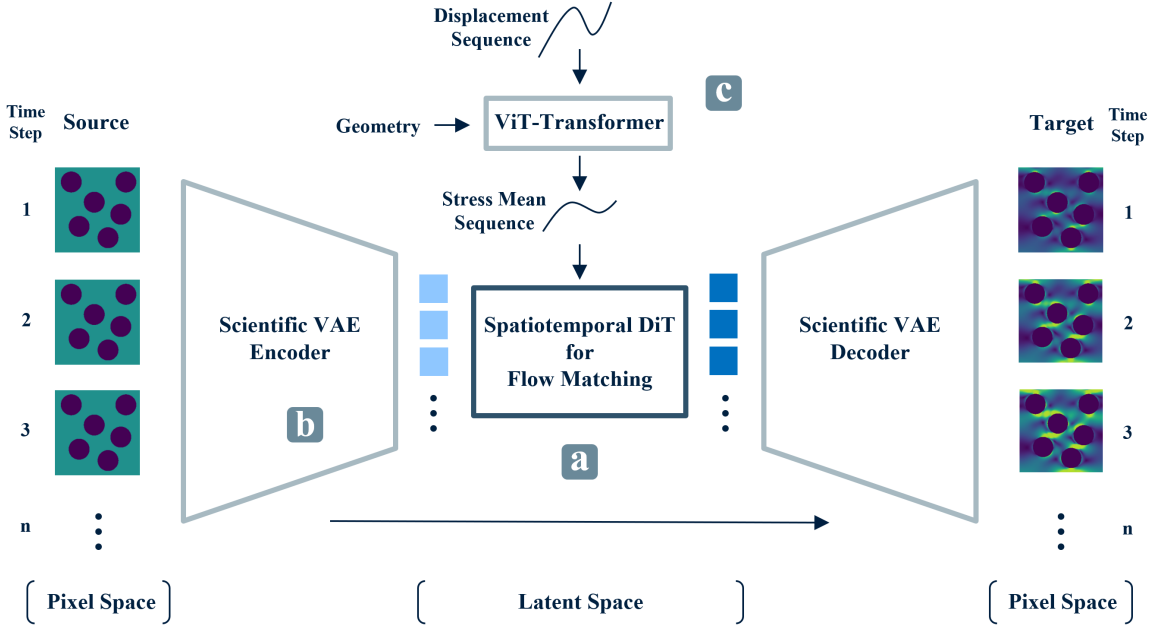 Displacement
Sequence
c
Time
Step
Source
Geometry
ViT-Transformer
Target
Time
Step
1
Stress Mean
Sequence
1
2
Scientific VAE
Encoder
Spatiotemporal DiT
for
Flow Matching
Scientific VAE
Decoder
2
3
b
a
3
n
n
Pixel Space
Latent Space
Pixel Space